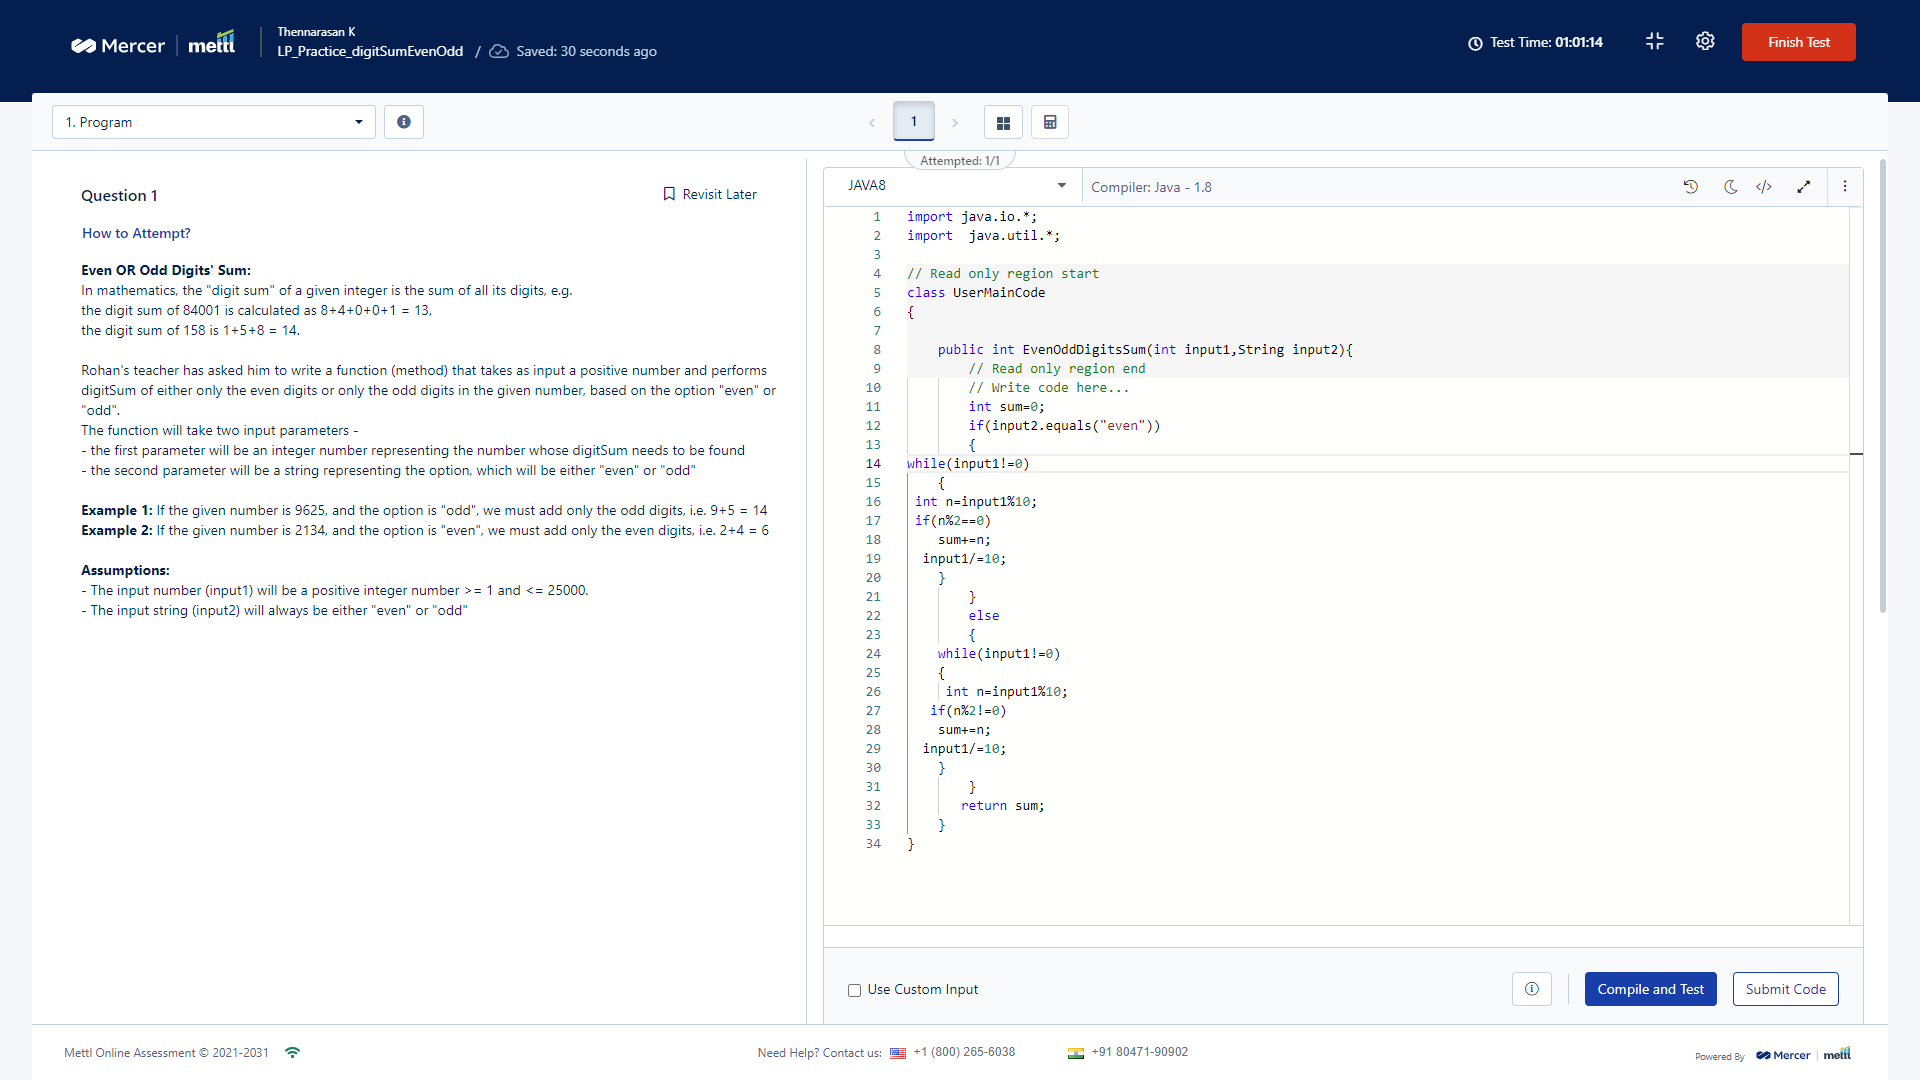 Mercer | mettl
Thennarasan K
LP_Practice_digitSumEvenOdd / Saved: 30 seconds ago
Test Time: 01:01:14
Finish Test
1. Program
1
Attempted: 1/1
Question 1
Revisit Later
How to Attempt?
Even OR Odd Digits' Sum:
In mathematics, the "digit sum" of a given integer is the sum of all its digits, e.g.
the digit sum of 84001 is calculated as 8+4+0+0+1 = 13,
the digit sum of 158 is 1+5+8 = 14.
Rohan's teacher has asked him to write a function (method) that takes as input a positive number and performs
digitSum of either only the even digits or only the odd digits in the given number, based on the option "even" or
"odd".
The function will take two input parameters -
- the first parameter will be an integer number representing the number whose digitSum needs to be found
- the second parameter will be a string representing the option, which will be either "even" or "odd"
Example 1: If the given number is 9625, and the option is "odd", we must add only the odd digits, i.e. 9+5 = 14
Example 2: If the given number is 2134, and the option is "even", we must add only the even digits, i.e. 2+4 = 6
Assumptions:
- The input number (input1) will be a positive integer number >= 1 and <= 25000.
- The input string (input2) will always be either "even" or "odd"
JAVA8
Compiler: Java - 1.8
1 import java.io.*;
2 import  java.util.*;
3
4 // Read only region start
5 class UserMainCode
6 {
7
8     public int EvenOddDigitsSum(int input1,String input2){
9         // Read only region end
10         // Write code here...
11         int sum=0;
12         if(input2.equals("even"))
13         {
14 while(input1!=0)
15     {
16  int n=input1%10;
17  if(n%2==0)
18     sum+=n;
19   input1/=10;
20     }
21         }
22         else
23         {
24     while(input1!=0)
25     {
26      int n=input1%10;
27    if(n%2!=0)
28     sum+=n;
29   input1/=10;
30     }
31         }
32        return sum;
33     }
34 }
Use Custom Input
Compile and Test
Submit Code
Mettl Online Assessment © 2021-2031
Need Help? Contact us: +1 (800) 265-6038
+91 80471-90902
Powered By Mercer | mettl